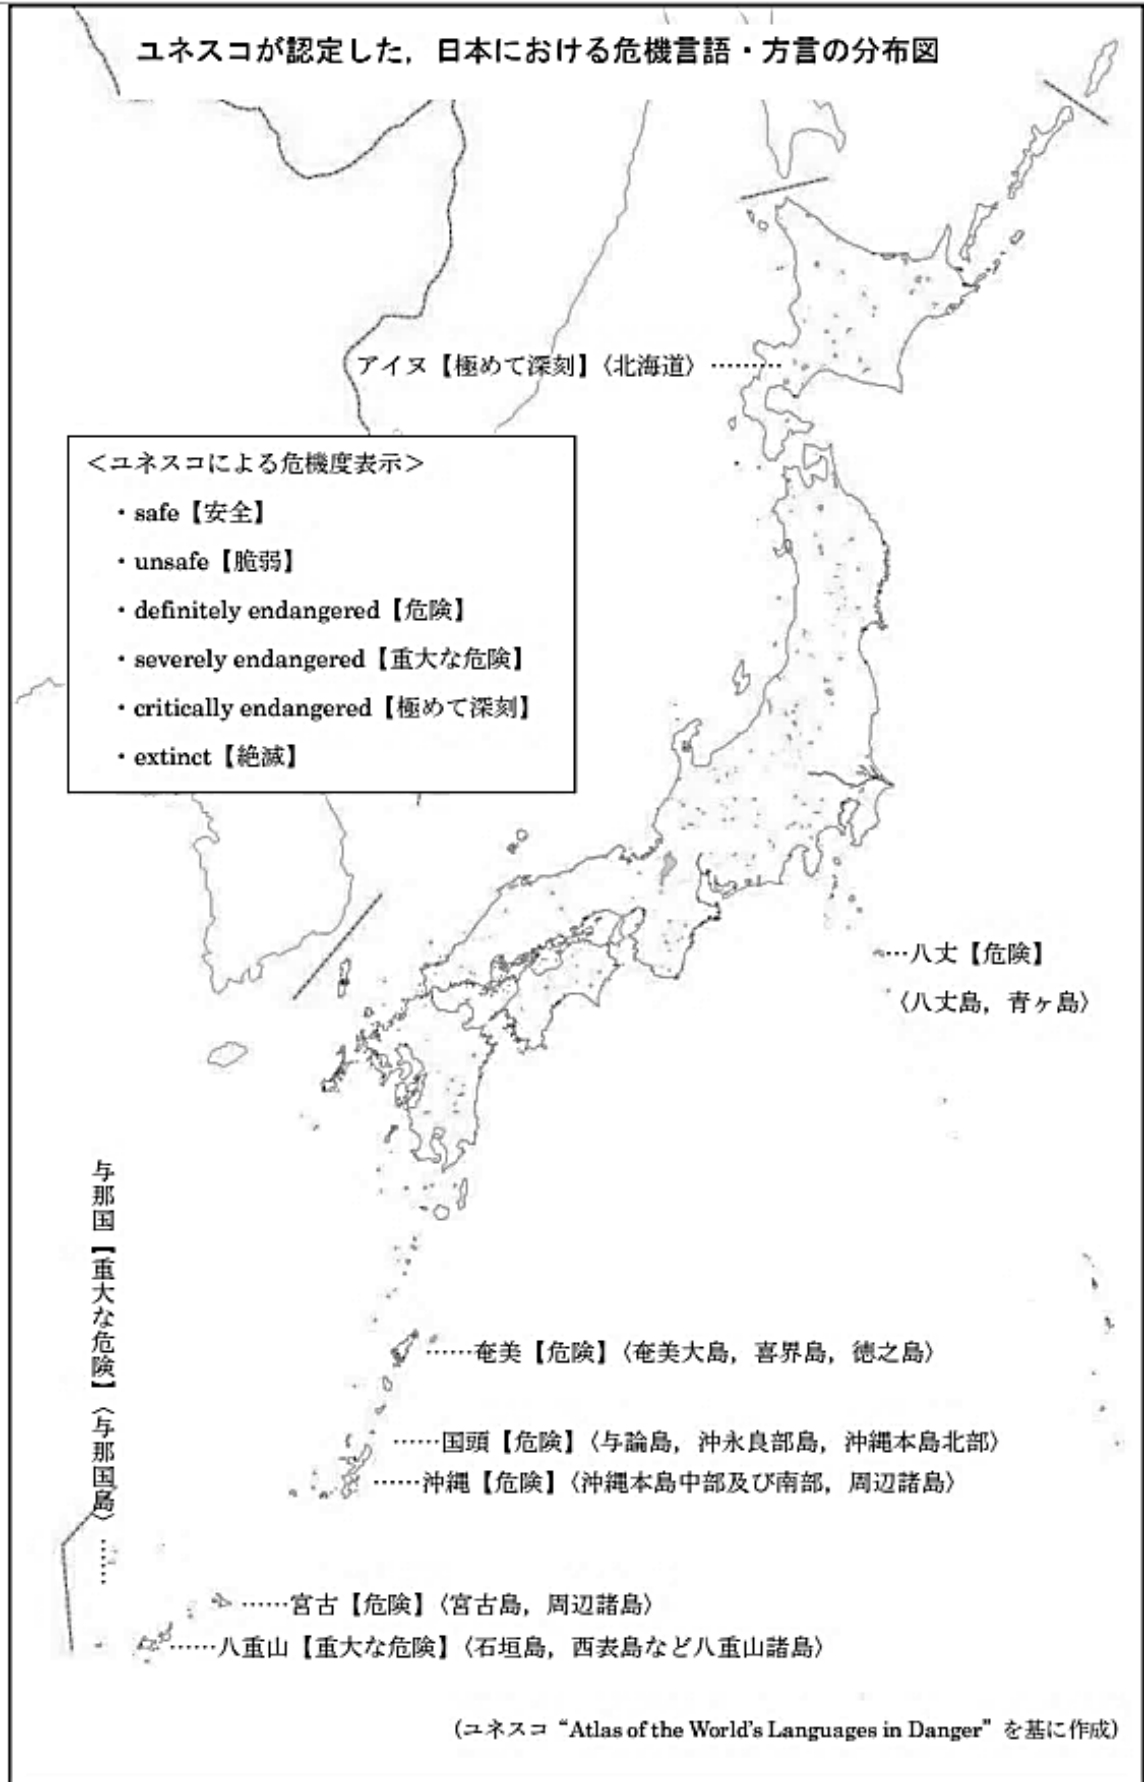 ユネスコが認定した，日本における危機言語・方言の分布図
アイヌ【極めて深刻】〈北海道〉………
＜ユネスコによる危機度表示＞
・safe【安全】
・unsafe【脆弱】
・definitely endangered【危険】
・severely endangered【重大な危険】
・critically endangered【極めて深刻】
・extinct【絶滅】
…八丈【危険】
〈八丈島，青ヶ島〉
与那国【重大な危険】〈与那国島〉……
……奄美【危険】〈奄美大島，喜界島，徳之島〉
……国頭【危険】〈与論島，沖永良部島，沖縄本島北部〉
……沖縄【危険】〈沖縄本島中部及び南部，周辺諸島〉
……宮古【危険】〈宮古島，周辺諸島〉
……八重山【重大な危険】〈石垣島，西表島など八重山諸島〉
（ユネスコ“Atlas of the World's Languages in Danger”を基に作成）